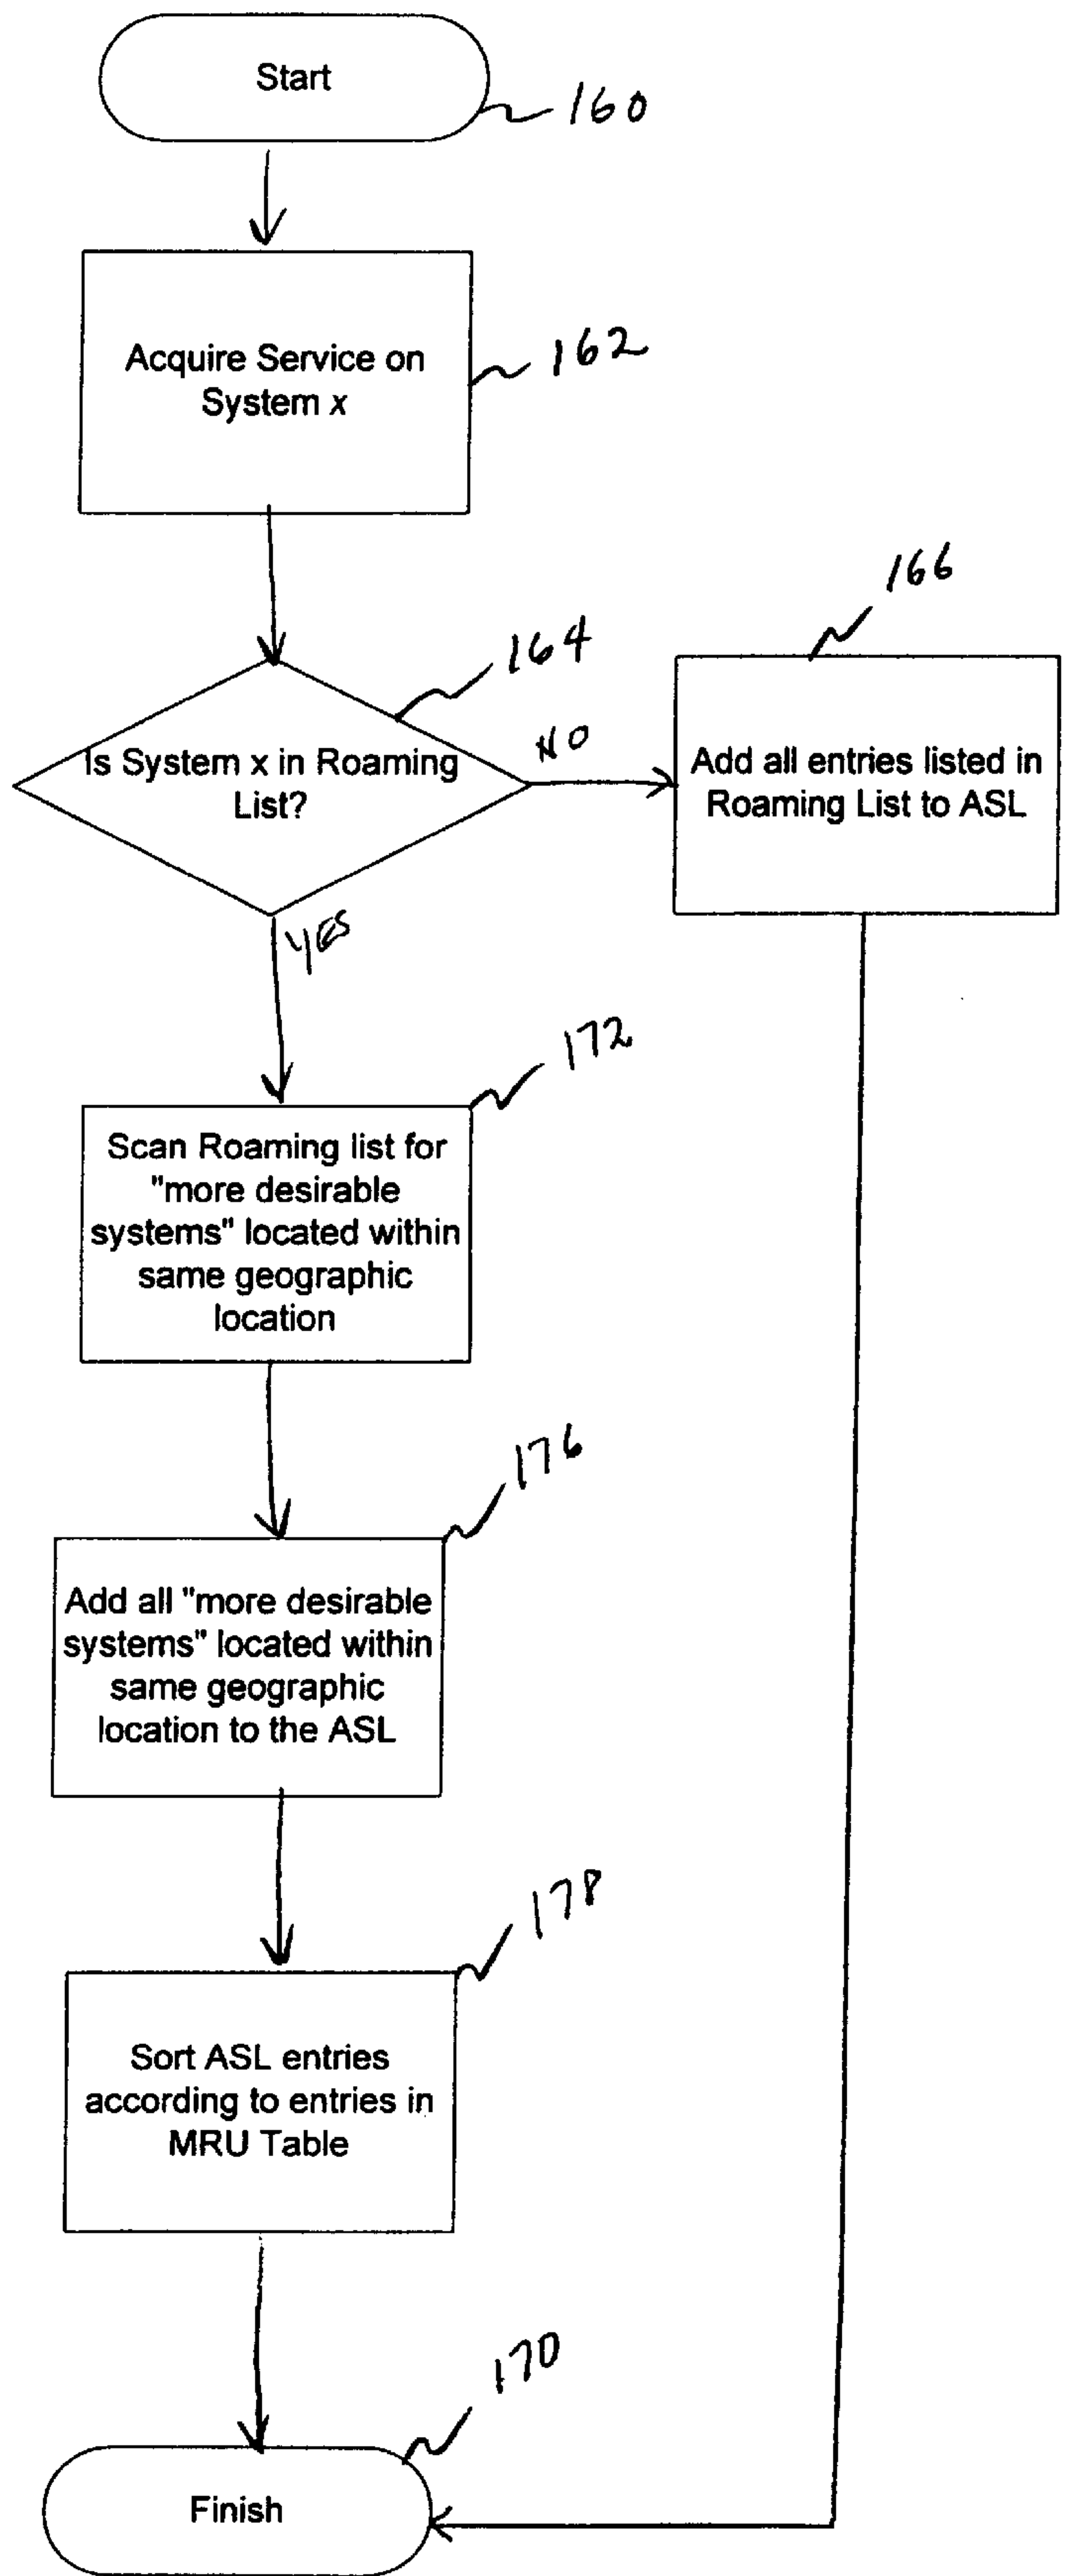 Start
160
Acquire Service on
System x
162
164
Is System x in Roaming
List?
NO
166
Add all entries listed in
Roaming List to ASL
YES
172
Scan Roaming list for
"more desirable
systems" located within
same geographic
location
176
Add all "more desirable
systems" located within
same geographic
location to the ASL
178
Sort ASL entries
according to entries in
MRU Table
170
Finish